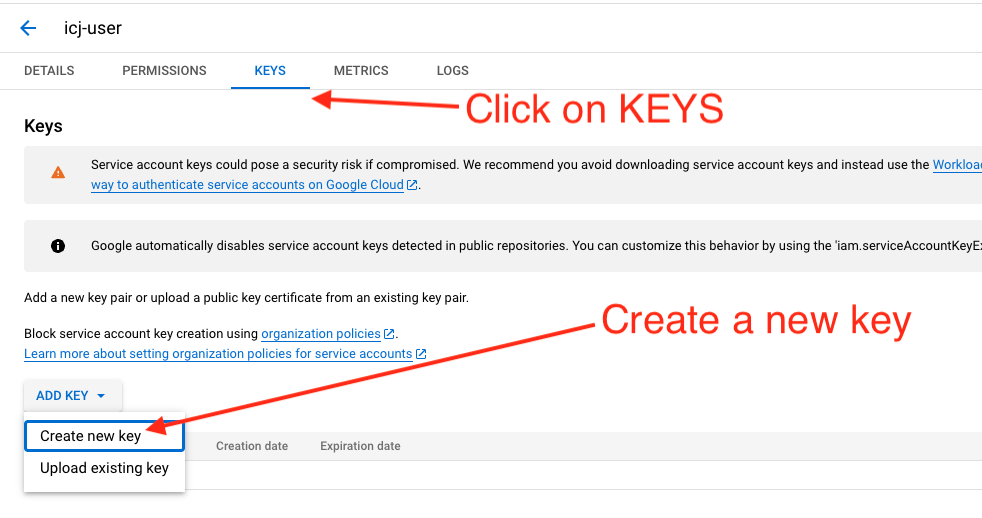 icj-user
DETAILS PERMISSIONS KEYS METRICS LOGS
Click on KEYS
Keys
Service account keys could pose a security risk if compromised. We recommend you avoid downloading service account keys and instead use the Workloa
way to authenticate service accounts on Google Cloud.
Google automatically disables service account keys detected in public repositories. You can customize this behavior by using the 'iam.serviceAccountKeyEx
Add a new key pair or upload a public key certificate from an existing key pair.
Create a new key
Block service account key creation using organization policies.
Learn more about setting organization policies for service accounts
ADD KEY
Create new key
Creation date Expiration date
Upload existing key